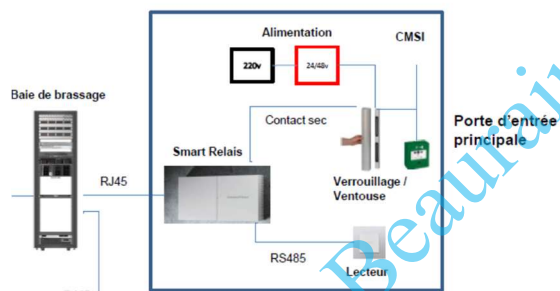 Alimentation
CMSI
220v
24/48v
Baie de brassage
Contact sec
Porte d'entrée
principale
Smart Relais
Verrouillage /
Ventouse
RJ45
RS485
Lecteur
Beaurain